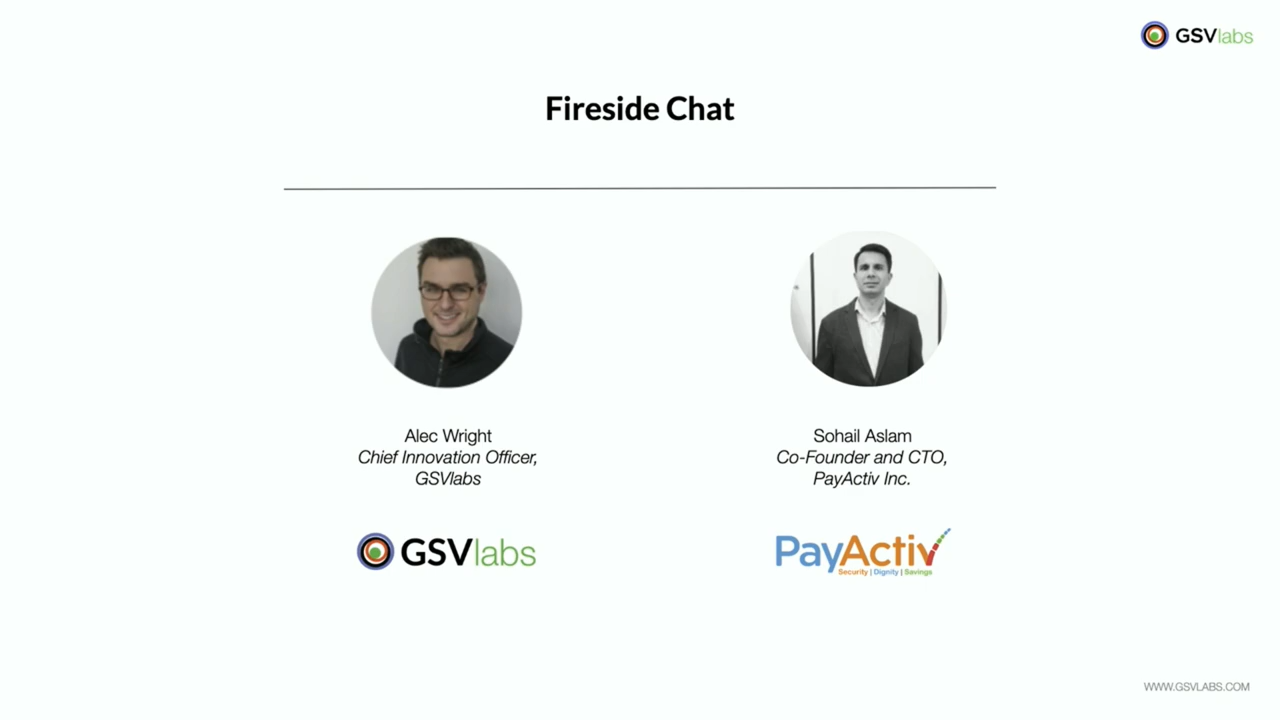 GSVlabs
Fireside Chat
Alec Wright
Chief Innovation Officer,
GSVlabs
Sohail Aslam
Co-Founder and CTO,
PayActiv Inc.
GSVlabs
PayActiv
Security | Dignity | Savings
WWW.GSVLABS.COM